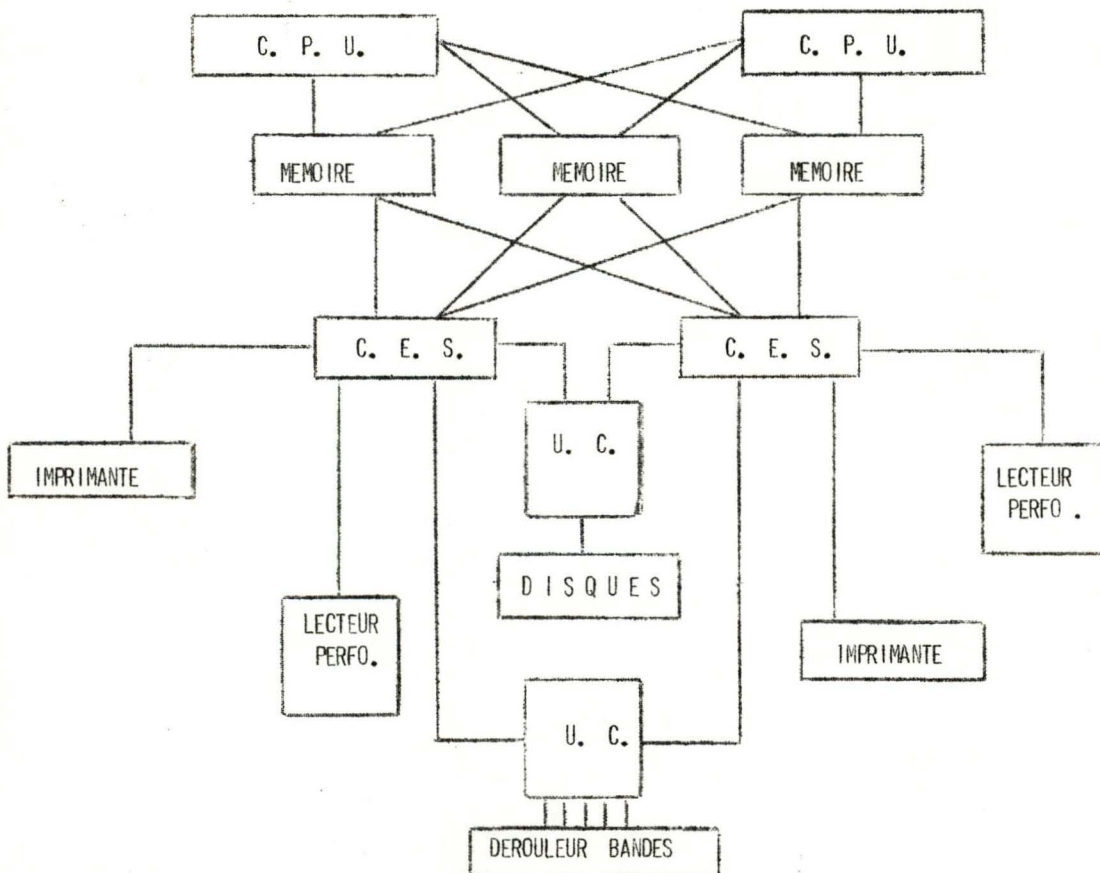 C. P. U.
C. P. U.
MEMOIRE
MEMOIRE
MEMOIRE
C. E. S.
C. E. S.
U. C.
IMPRIMANTE
LECTEUR
PERFO.
DISQUES
LECTEUR
PERFO.
IMPRIMANTE
U. C.
DEROULEUR BANDES